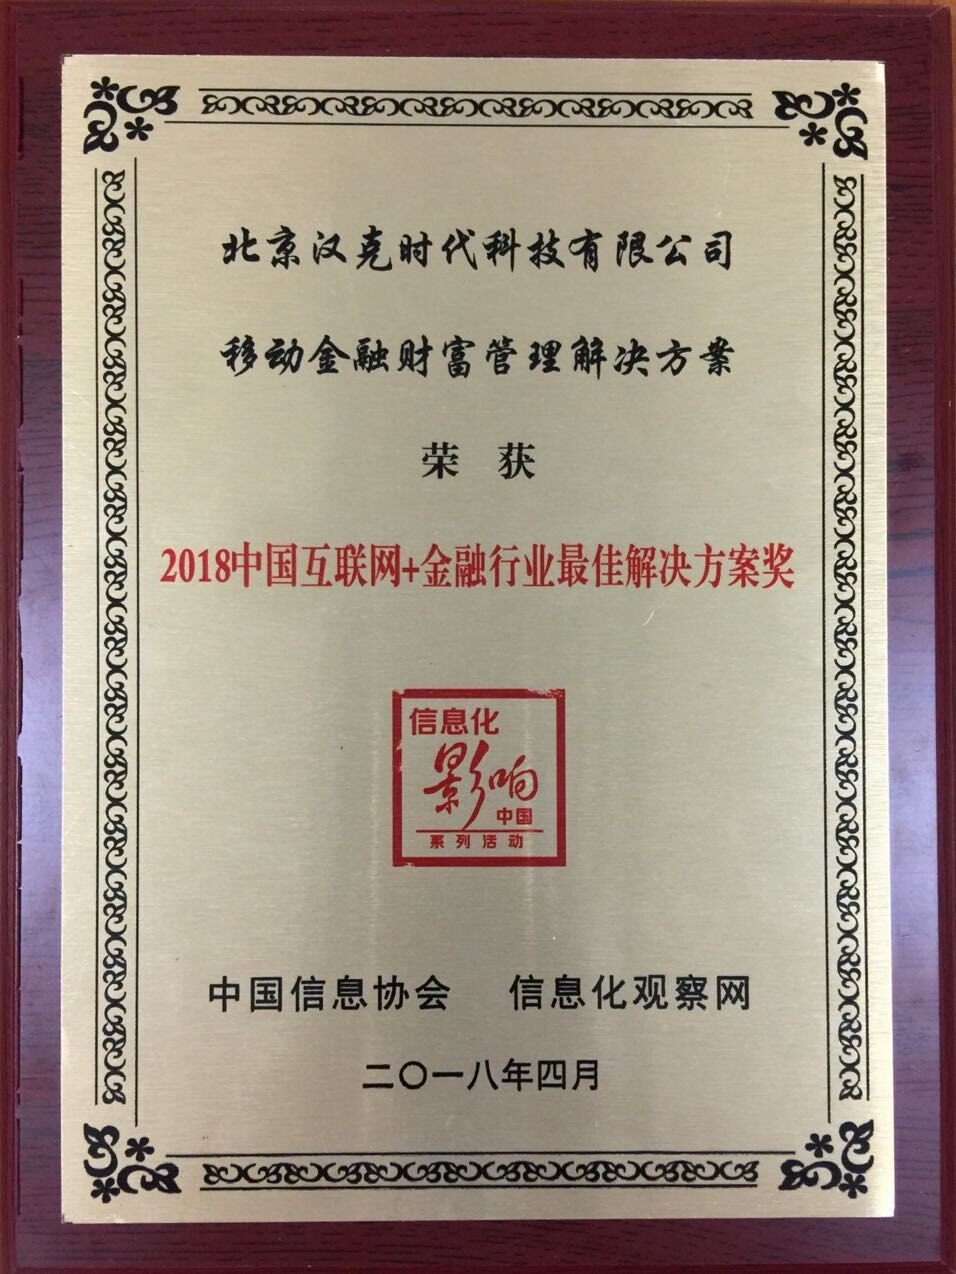 北京汉克时代科技有限公司
移动金融财富管理解决方案
荣 获
2018中国互联网+金融行业最佳解决方案奖
信息化
影响
中国
系列活动
中国信息协会 信息化观察网
二〇一八年四月